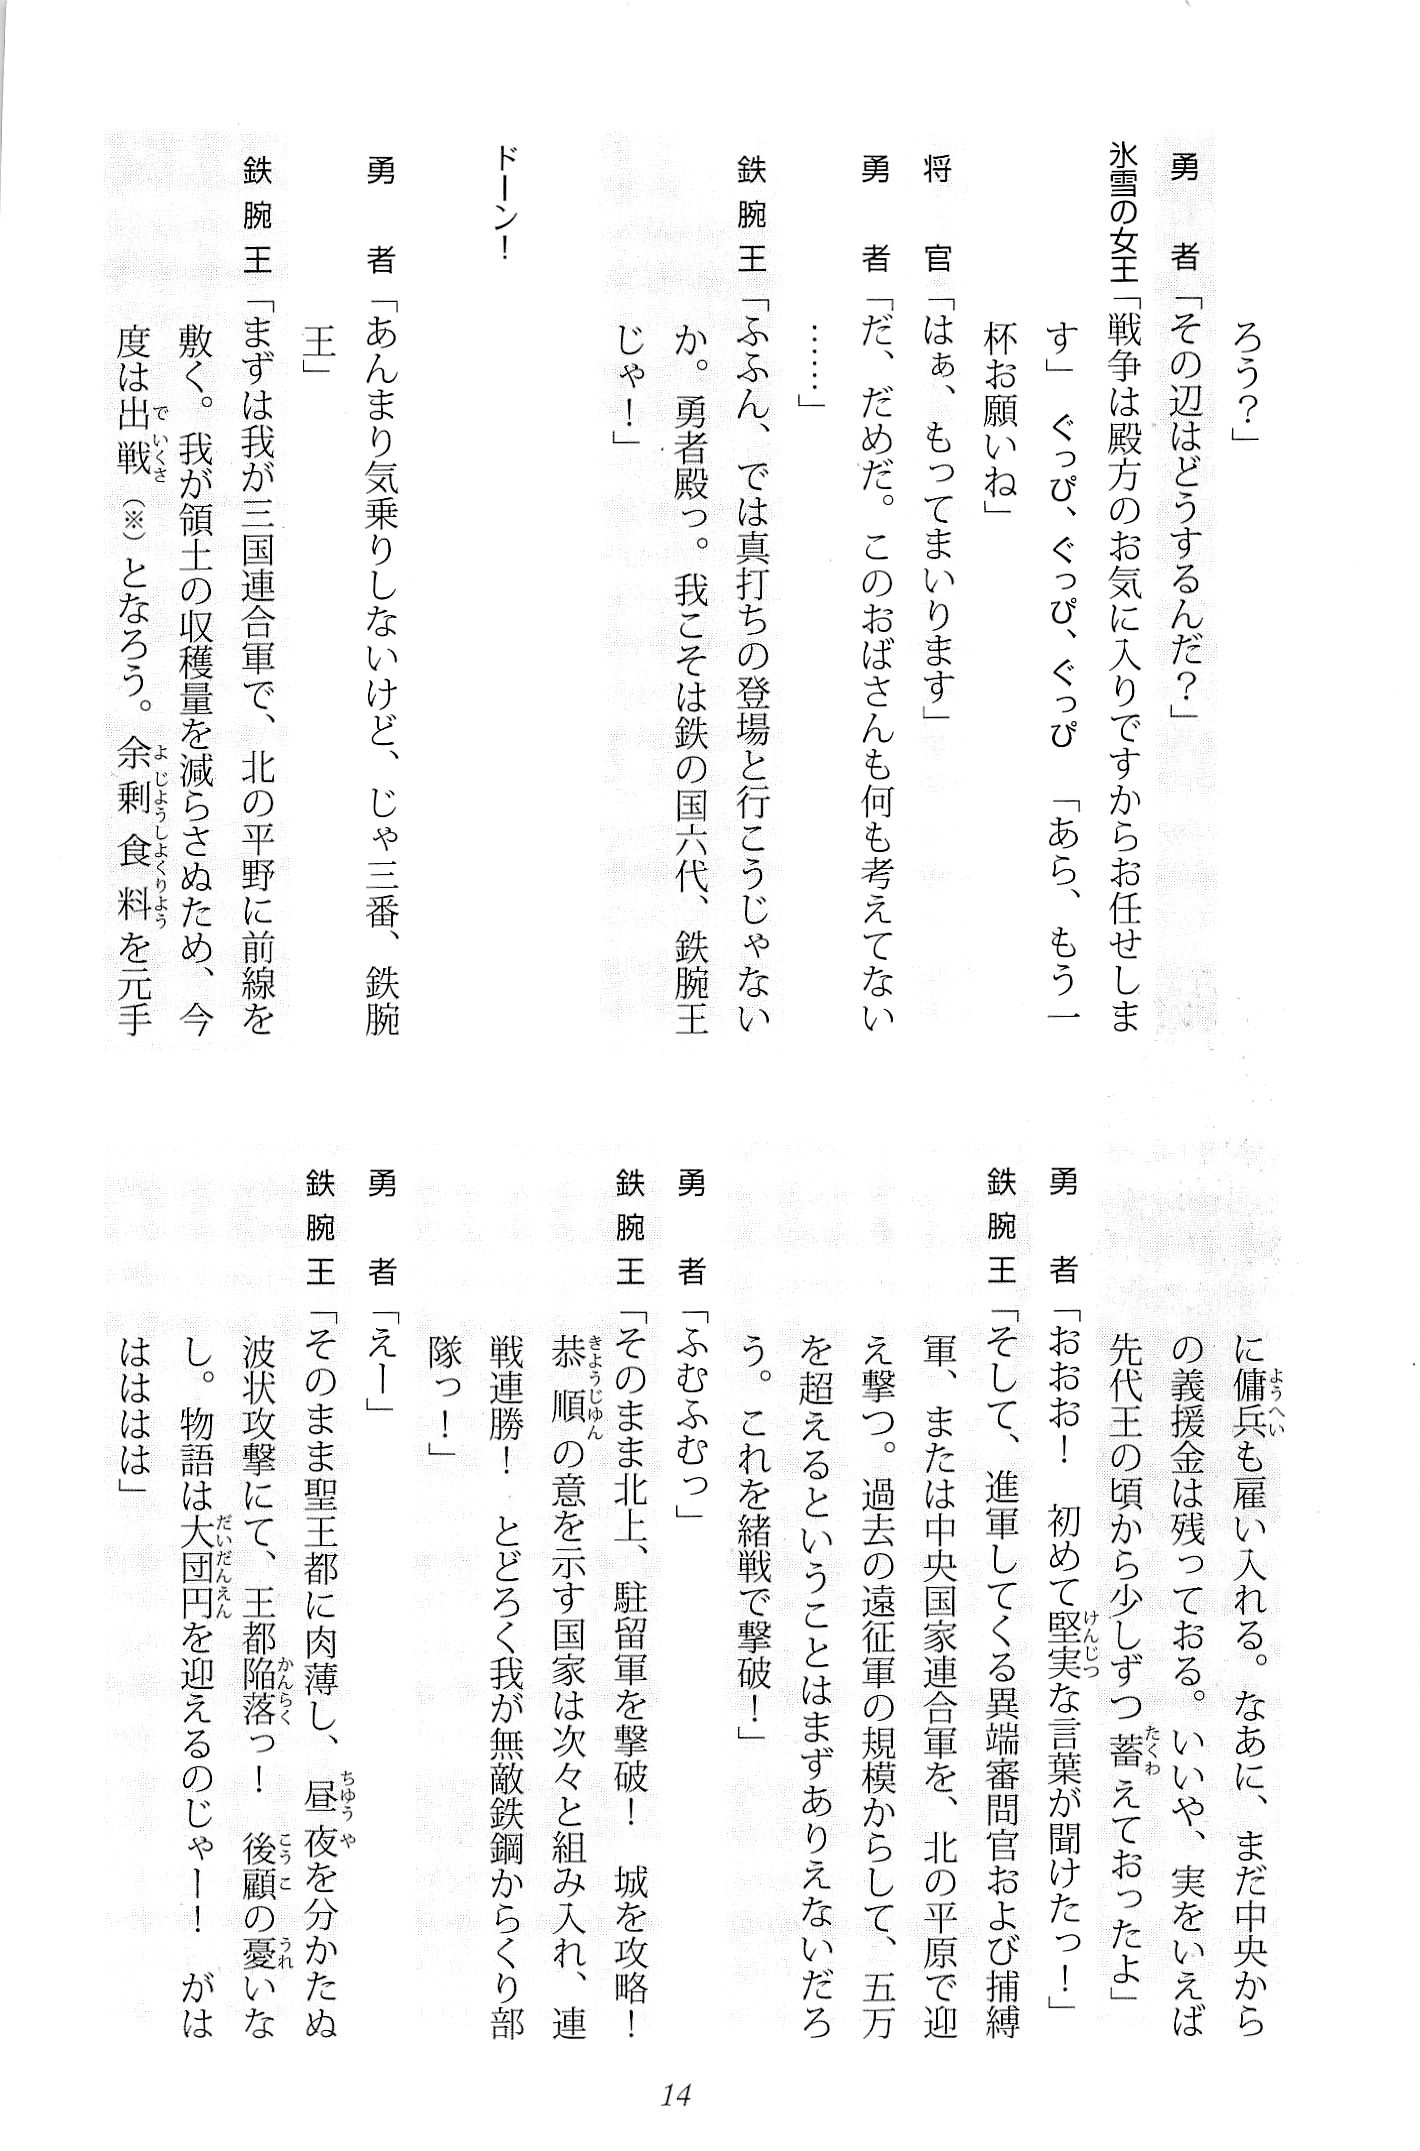 ろう？」
勇者「その辺はどうするんだ？」
氷雪の女王「戦争は殿方のお気に入りですからお任せしま
す」　ぐっぴ、ぐっぴ、ぐっぴ　「あら、もう一
杯お願いね」
将官「はぁ、もってまいります」
勇者「だ、だめだ。このおばさんも何も考えてない
……」
鉄腕王「ふふん、では真打ちの登場と行こうじゃない
か。勇者殿っ。我こそは鉄の国六代、鉄腕王
じゃ！」
ドーン！
勇者「あんまり気乗りしないけど、じゃ三番、鉄腕
王」
鉄腕王「まずは我が三国連合軍で、北の平野に前線を
敷く。我が領土の収穫量を減らさぬため、今
度は出戦（※）となろう。余剰食料を元手
に傭兵も雇い入れる。なあに、まだ中央から
の義援金は残っておる。いいや、実をいえば
先代王の頃から少しずつ蓄えておったよ」
勇者「おおお！　初めて堅実な言葉が聞けたっ！」
鉄腕王「そして、進軍してくる異端審問官および捕縛
軍、または中央国家連合軍を、北の平原で迎
え撃つ。過去の遠征軍の規模からして、五万
を超えるということはまずありえないだろ
う。これを緒戦で撃破！」
勇者「ふむふむっ」
鉄腕王「そのまま北上、駐留軍を撃破！　城を攻略！
恭順の意を示す国家は次々と組み入れ、連
戦連勝！　とどろく我が無敵鉄鋼からくり部
隊っ！」
勇者「えー」
鉄腕王「そのまま聖王都に肉薄し、昼夜を分かたぬ
波状攻撃にて、王都陥落っ！　後顧の憂いな
し。物語は大団円を迎えるのじゃー！　がは
はははは」
14